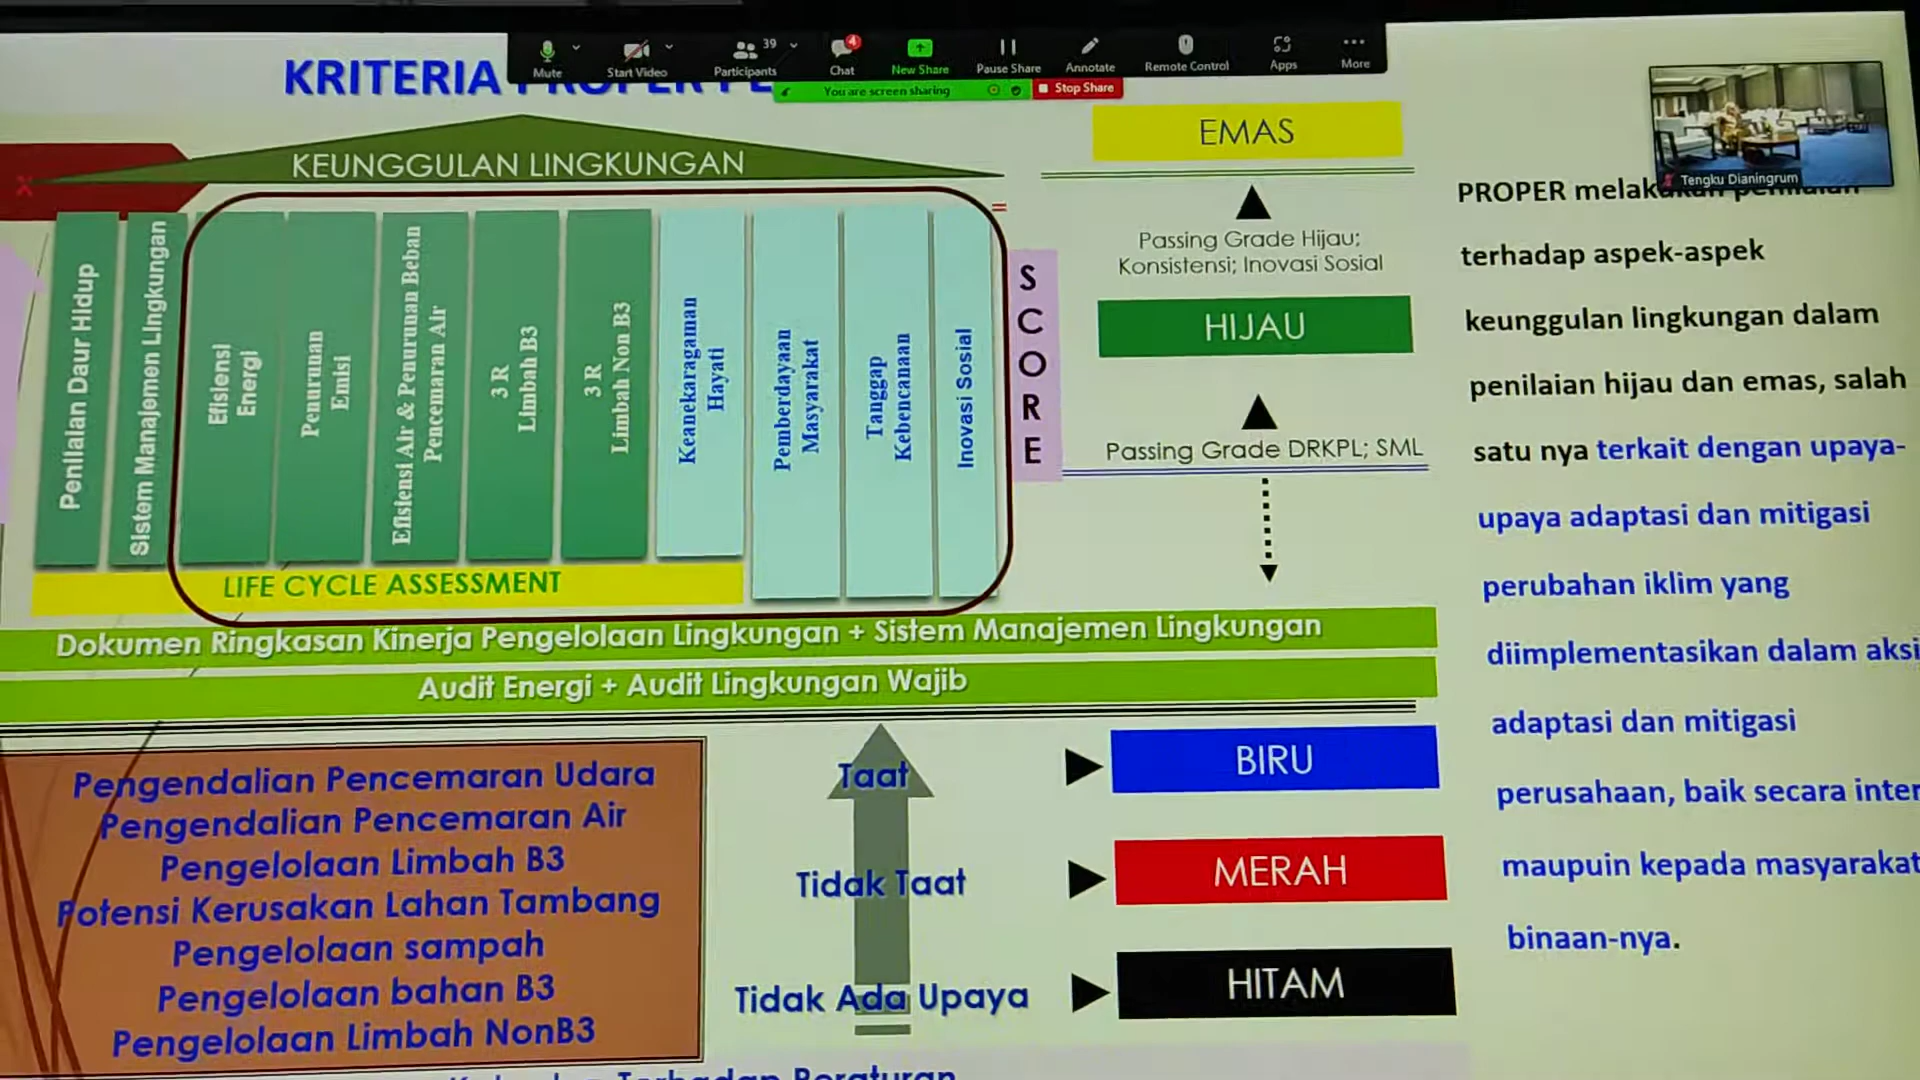 Mute
Start Video
39
Participants
4
Chat
New Share
Pause Share
Annotate
Remote Control
Apps
More
You are screen sharing
Stop Share
KRITERIA PROPER
KEUNGGULAN LINGKUNGAN
Penilaian Daur Hidup
Sistem Manajemen Lingkungan
Efisiensi
Energi
Penurunan
Emisi
Efisiensi Air & Penurunan Beban
Pencemaran Air
3 R
Limbah B3
3 R
Limbah Non B3
Keanekaragaman
Hayati
Pemberdayaan
Masyarakat
Tanggap
Kebencanaan
Inovasi Sosial
=
SCORE
LIFE CYCLE ASSESSMENT
Dokumen Ringkasan Kinerja Pengelolaan Lingkungan + Sistem Manajemen Lingkungan
Audit Energi + Audit Lingkungan Wajib
EMAS
Passing Grade Hijau;
Konsistensi; Inovasi Sosial
HIJAU
Passing Grade DRKPL; SML
Pengendalian Pencemaran Udara
Pengendalian Pencemaran Air
Pengelolaan Limbah B3
Potensi Kerusakan Lahan Tambang
Pengelolaan sampah
Pengelolaan bahan B3
Pengelolaan Limbah NonB3
Taat
Tidak Taat
Tidak Ada Upaya
BIRU
MERAH
HITAM
Terhadap Peraturan
Tengku Dianingrum
PROPER melakukan penilaian
terhadap aspek-aspek
keunggulan lingkungan dalam
penilaian hijau dan emas, salah
satu nya terkait dengan upaya-
upaya adaptasi dan mitigasi
perubahan iklim yang
diimplementasikan dalam aksi
adaptasi dan mitigasi
perusahaan, baik secara inter
maupuin kepada masyarakat
binaan-nya.